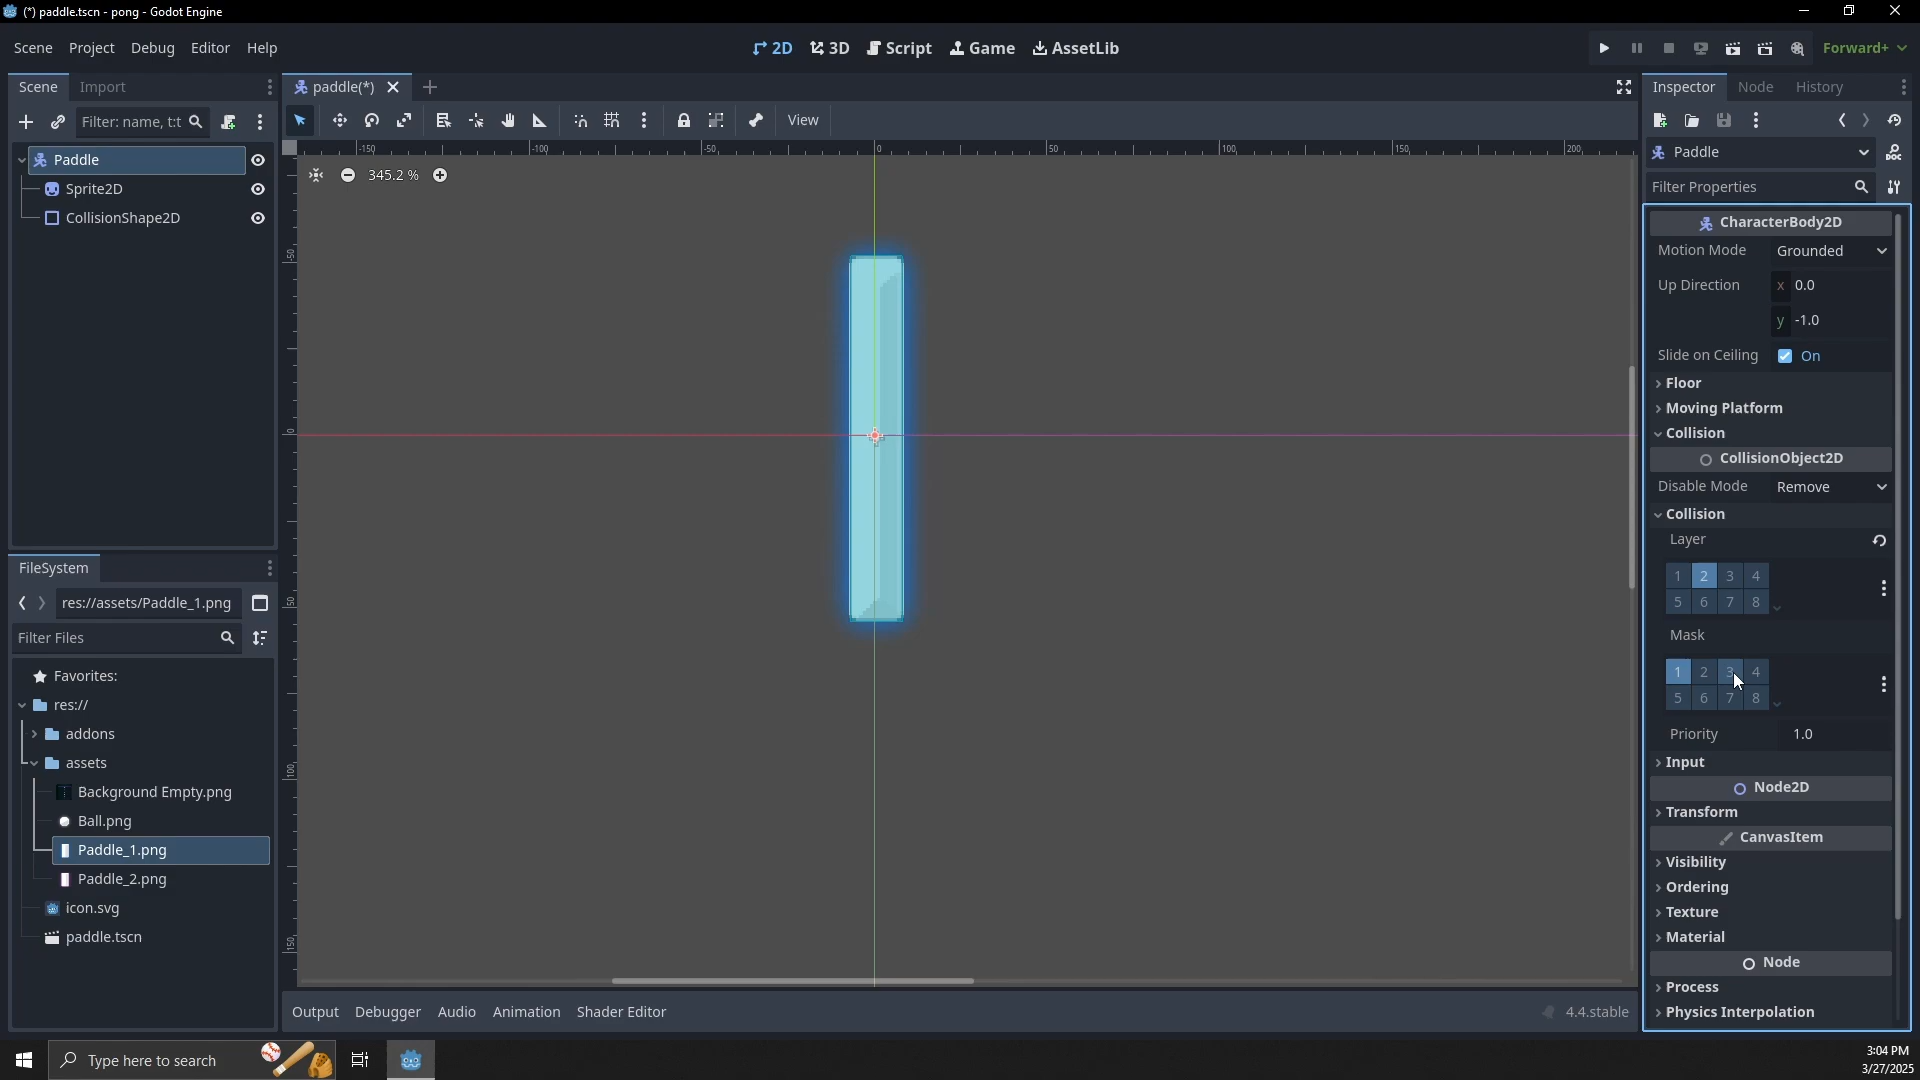 (*) paddle.tscn - pong - Godot Engine
Scene Project Debug Editor Help
2D 3D Script Game AssetLib
Forward+
Scene Import
paddle(*)
Inspector Node History
Filter: name, t:t
View
Paddle
Sprite2D
CollisionShape2D
-150 -100 -50 0 50 100 150 200
345.2 %
-50
0
50
100
150
Paddle
Filter Properties
CharacterBody2D
Motion Mode Grounded
Up Direction x 0.0
y -1.0
Slide on Ceiling On
Floor
Moving Platform
Collision
CollisionObject2D
Disable Mode Remove
Collision
Layer
1 2 3 4
5 6 7 8
Mask
1 2 3 4
5 6 7 8
Priority 1.0
Input
Node2D
Transform
CanvasItem
Visibility
Ordering
Texture
Material
Node
Process
Physics Interpolation
FileSystem
res://assets/Paddle_1.png
Filter Files
Favorites:
res://
addons
assets
Background Empty.png
Ball.png
Paddle_1.png
Paddle_2.png
icon.svg
paddle.tscn
Output Debugger Audio Animation Shader Editor
4.4.stable
Type here to search
3:04 PM
3/27/2025